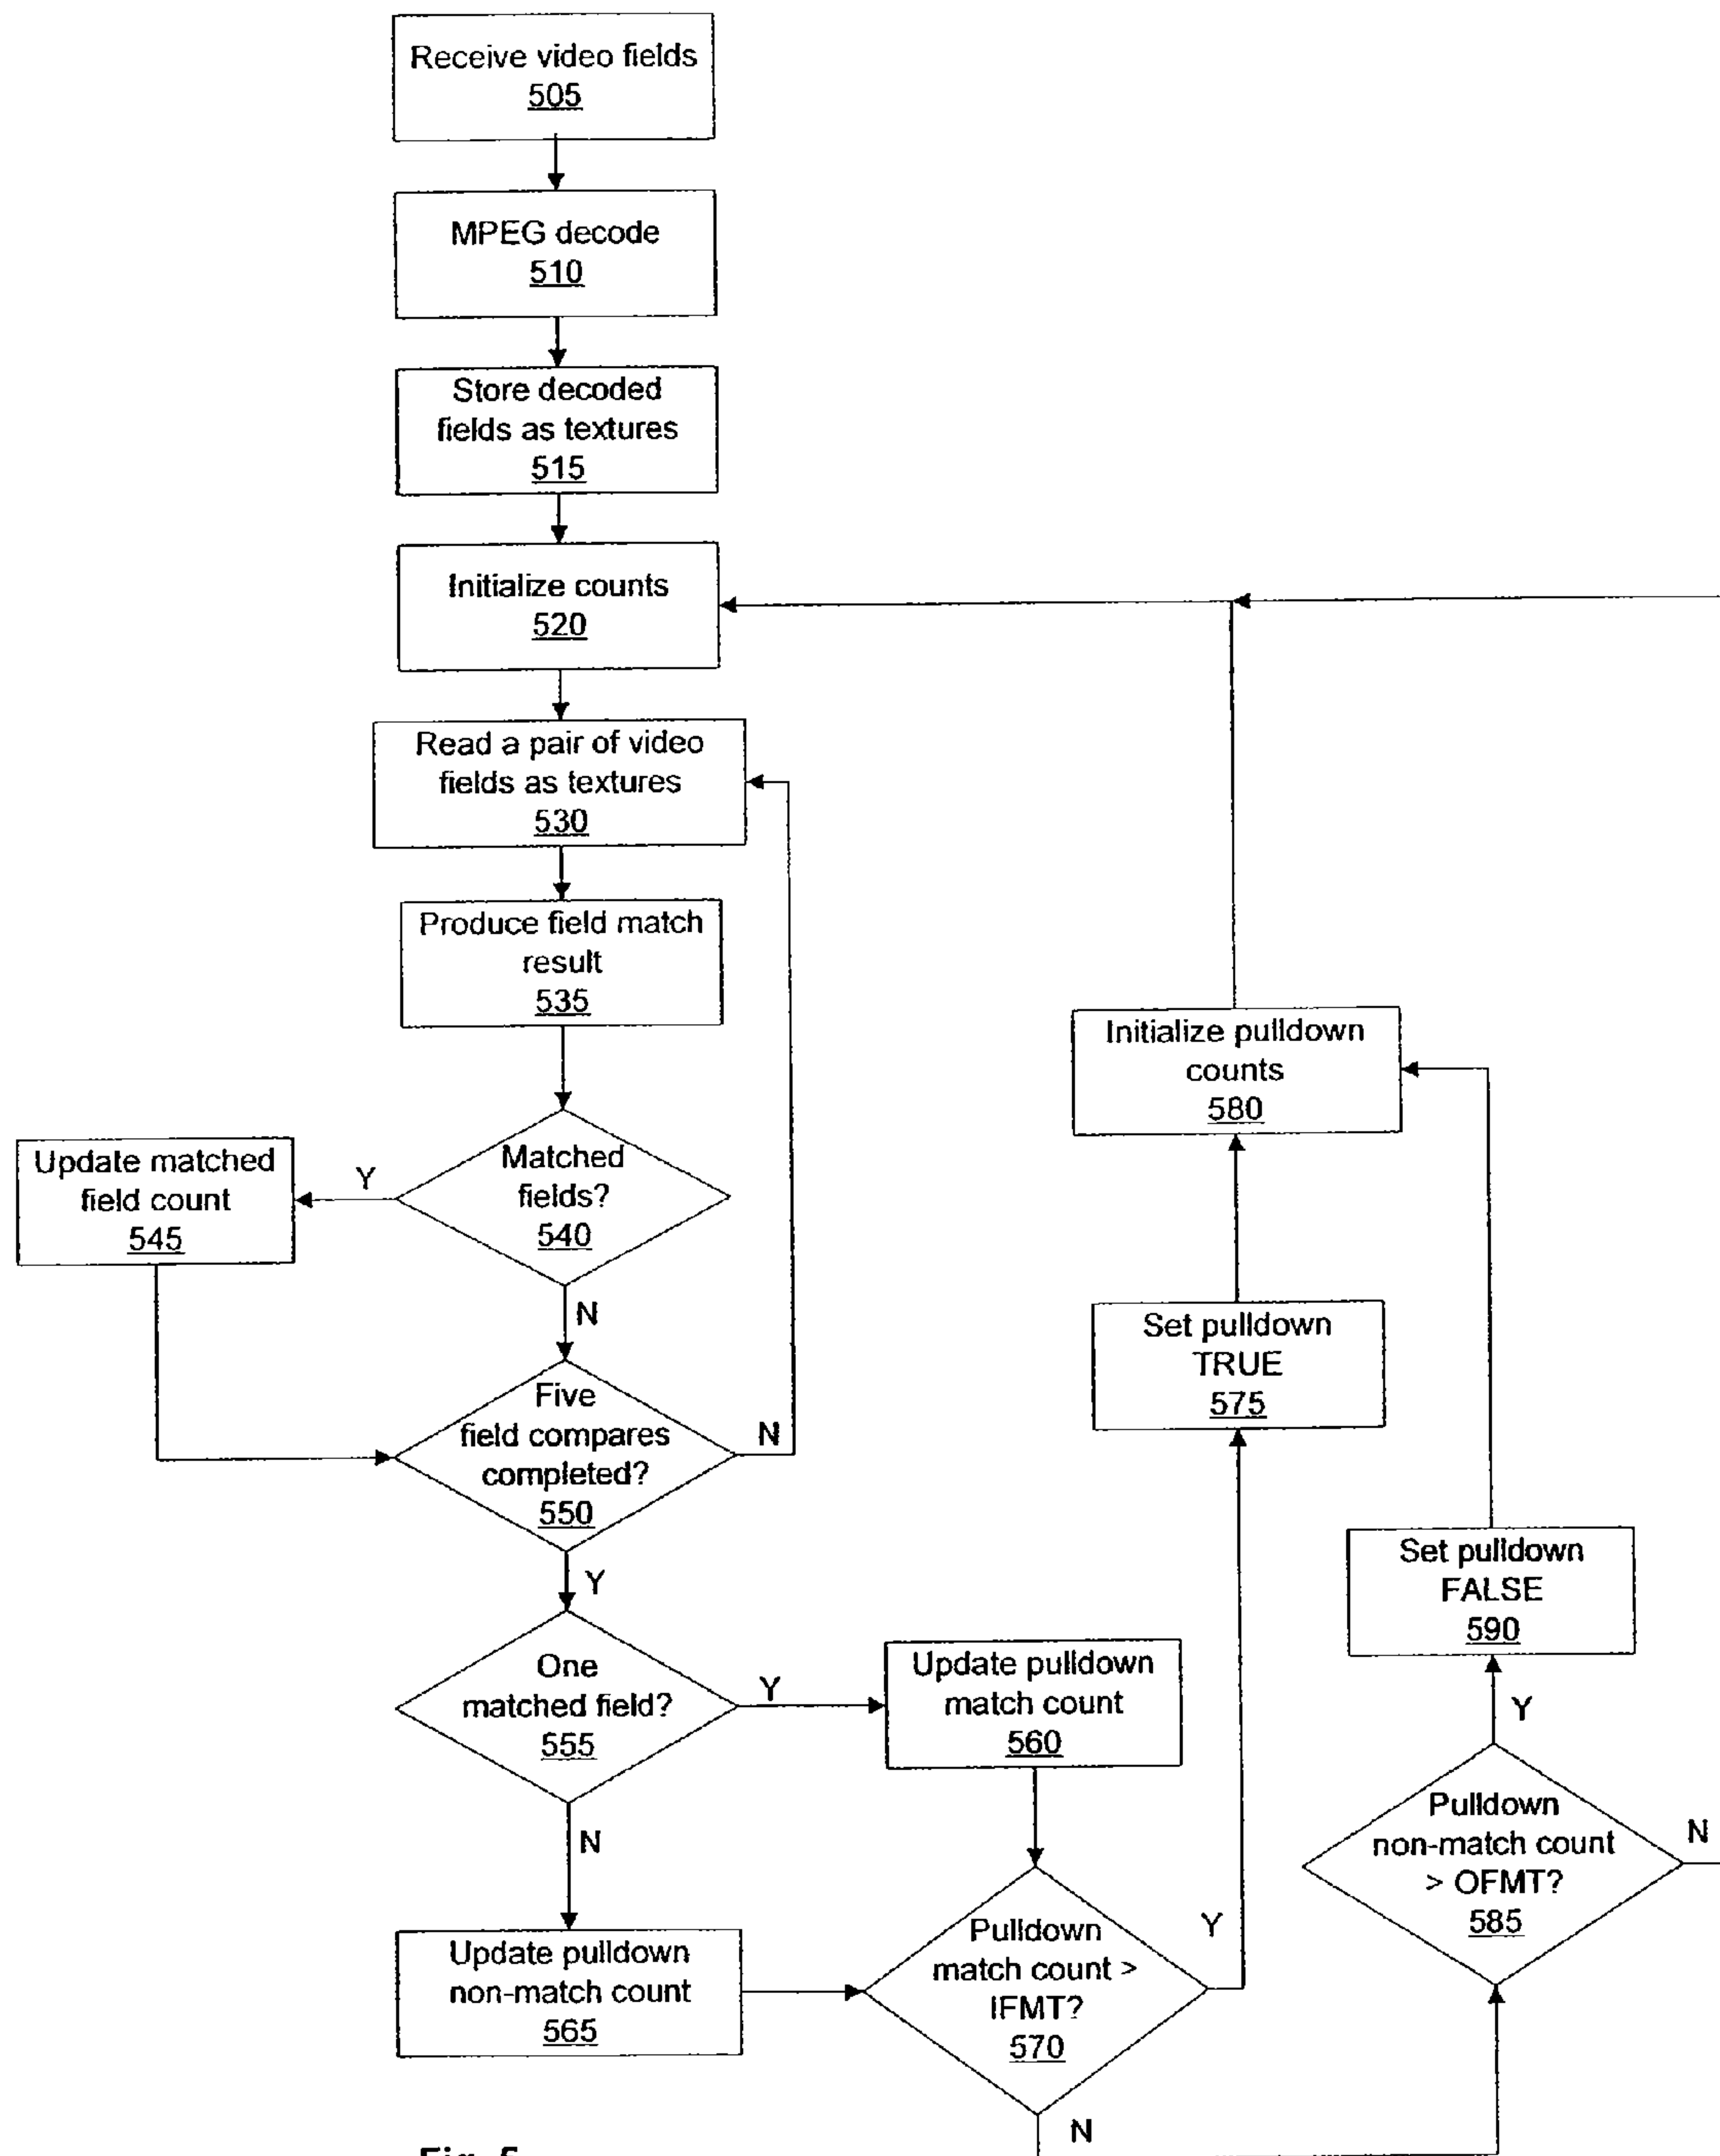 Receive video fields
505
MPEG decode
510
Store decoded
fields as textures
515
Initialize counts
520
Read a pair of video
fields as textures
530
Produce field match
result
535
Matched
fields?
540
Y
N
Update matched
field count
545
Five
field compares
completed?
550
N
Y
One
matched field?
555
Y
N
Update pulldown
match count
560
Update pulldown
non-match count
565
Pulldown
match count >
IFMT?
570
Y
N
Set pulldown
TRUE
575
Initialize pulldown
counts
580
Pulldown
non-match count
> OFMT?
585
Y
N
Set pulldown
FALSE
590
Fig. 5